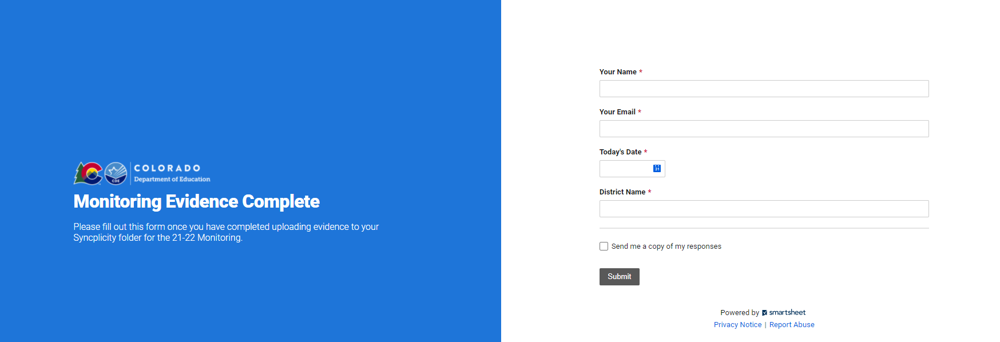 COLORADO
Department of Education
CDE
Monitoring Evidence Complete
Please fill out this form once you have completed uploading evidence to your
Syncplicity folder for the 21-22 Monitoring.
Your Name *
Your Email *
Today's Date *
31
District Name *
Send me a copy of my responses
Submit
Powered by smartsheet
Privacy Notice | Report Abuse